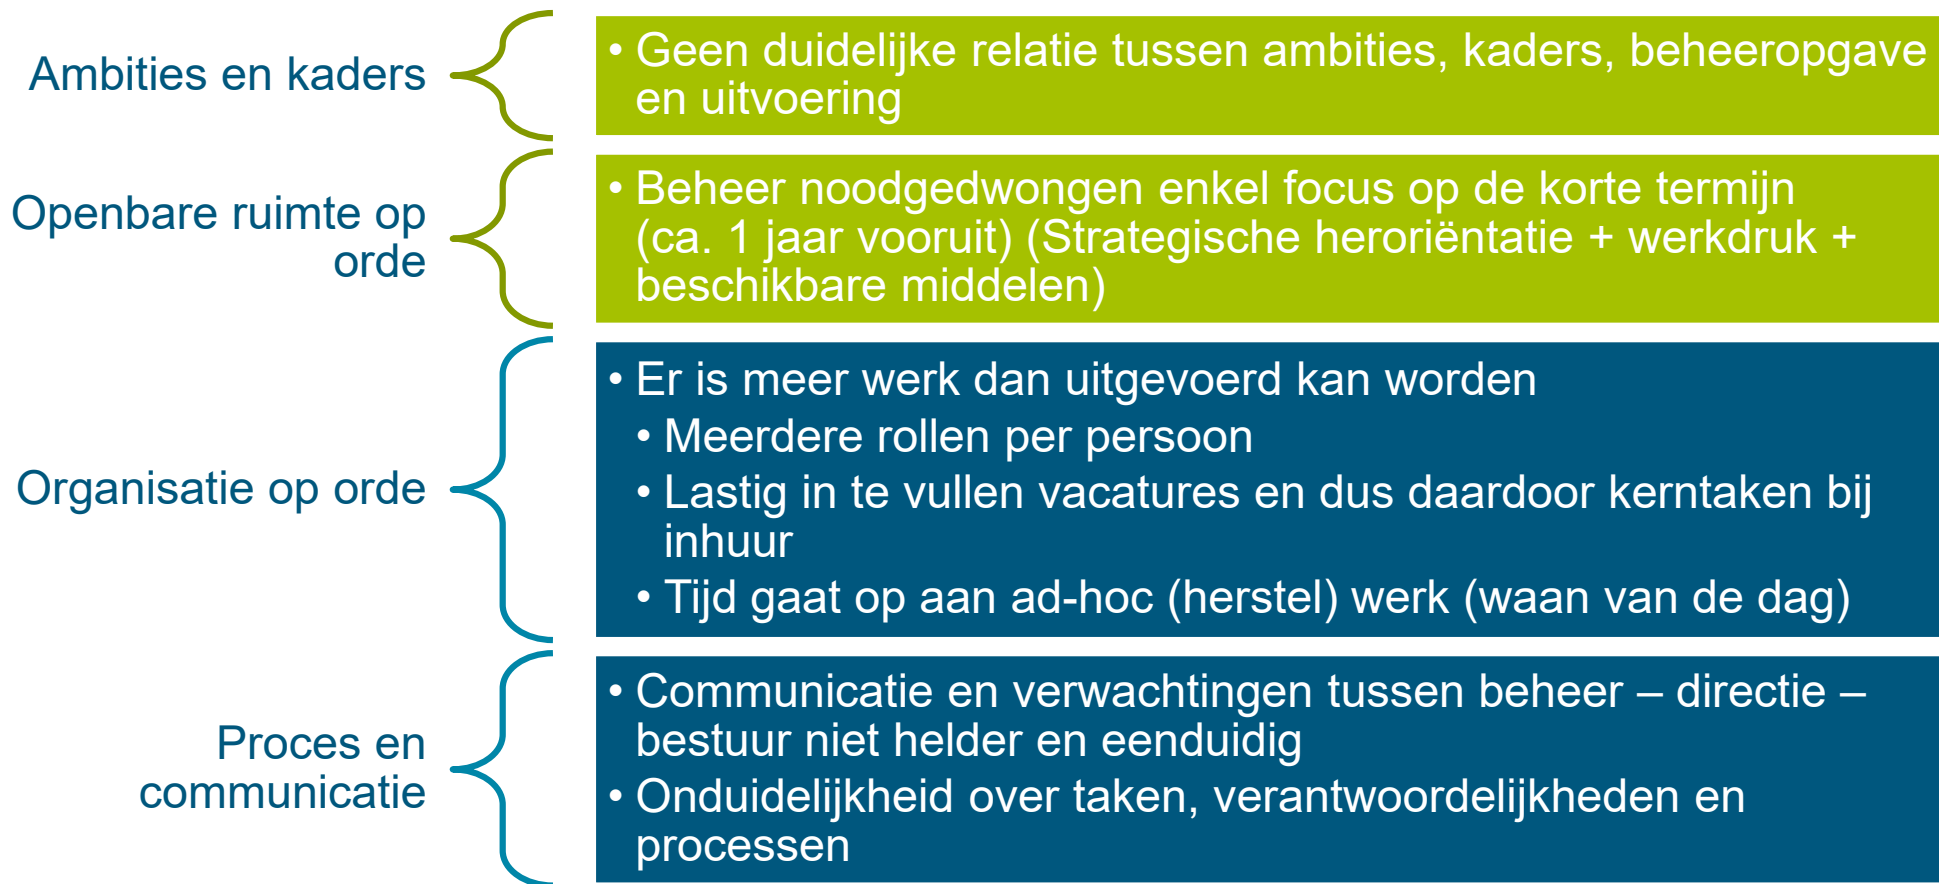 Ambities en kaders
• Geen duidelijke relatie tussen ambities, kaders, beheeropgave
en uitvoering
Openbare ruimte op
orde
• Beheer noodgedwongen enkel focus op de korte termijn
(ca. 1 jaar vooruit) (Strategische heroriëntatie + werkdruk +
beschikbare middelen)
Organisatie op orde
• Er is meer werk dan uitgevoerd kan worden
• Meerdere rollen per persoon
• Lastig in te vullen vacatures en dus daardoor kerntaken bij
inhuur
• Tijd gaat op aan ad-hoc (herstel) werk (waan van de dag)
Proces en
communicatie
• Communicatie en verwachtingen tussen beheer – directie –
bestuur niet helder en eenduidig
• Onduidelijkheid over taken, verantwoordelijkheden en
processen